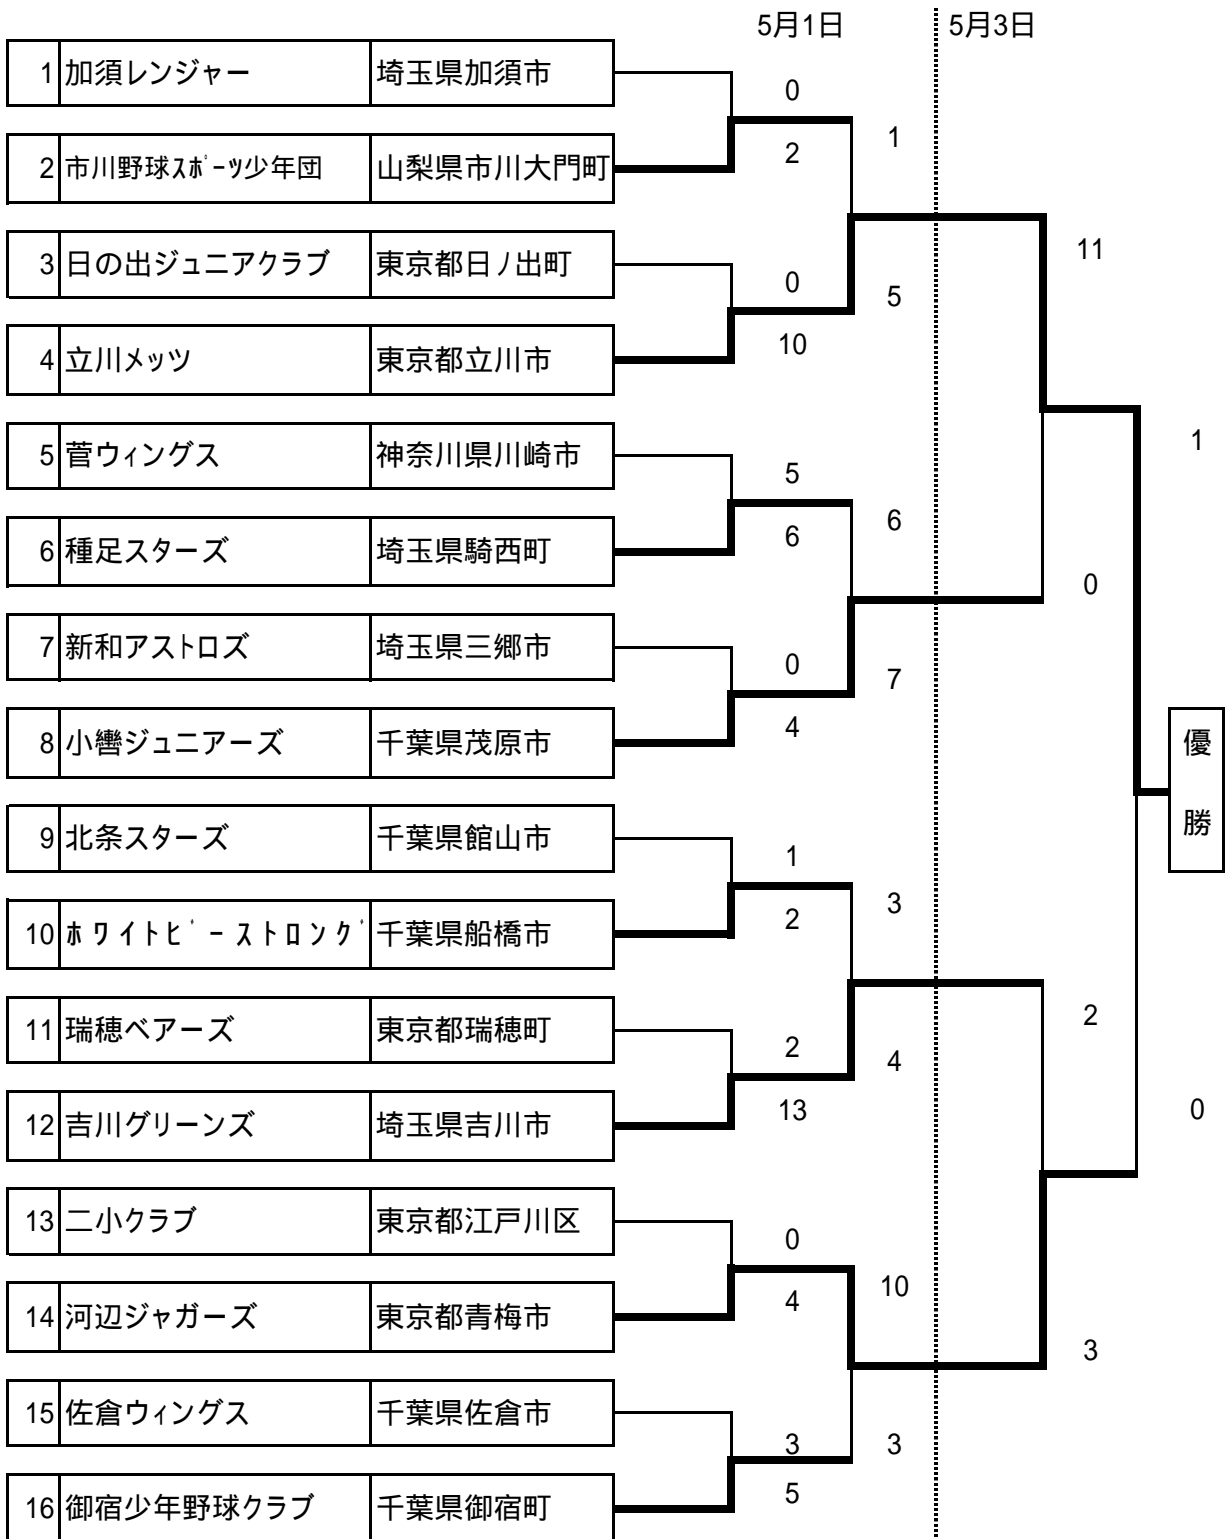 5月1日 5月3日
1 加須レンジャー 埼玉県加須市
0
1
2 市川野球スポーツ少年団 山梨県市川大門町
2
11
3 日の出ジュニアクラブ 東京都日ノ出町
0
5
4 立川メッツ 東京都立川市
10
1
5 菅ウィングス 神奈川県川崎市
5
6
6 種足スターズ 埼玉県騎西町
6
0
7 新和アストロズ 埼玉県三郷市
0
7
8 小轡ジュニアーズ 千葉県茂原市
4
優
勝
9 北条スターズ 千葉県館山市
1
3
10 ホワイトビーストロング 千葉県船橋市
2
2
11 瑞穂ベアーズ 東京都瑞穂町
2
4
12 吉川グリーンズ 埼玉県吉川市
13
0
13 二小クラブ 東京都江戸川区
0
10
14 河辺ジャガーズ 東京都青梅市
4
3
15 佐倉ウィングス 千葉県佐倉市
3
3
16 御宿少年野球クラブ 千葉県御宿町
5